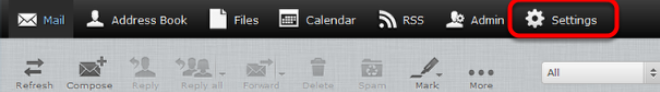 Mail Address Book Files Calendar RSS Admin Settings
Refresh Compose Reply Reply all Forward Delete Spam Mark More All